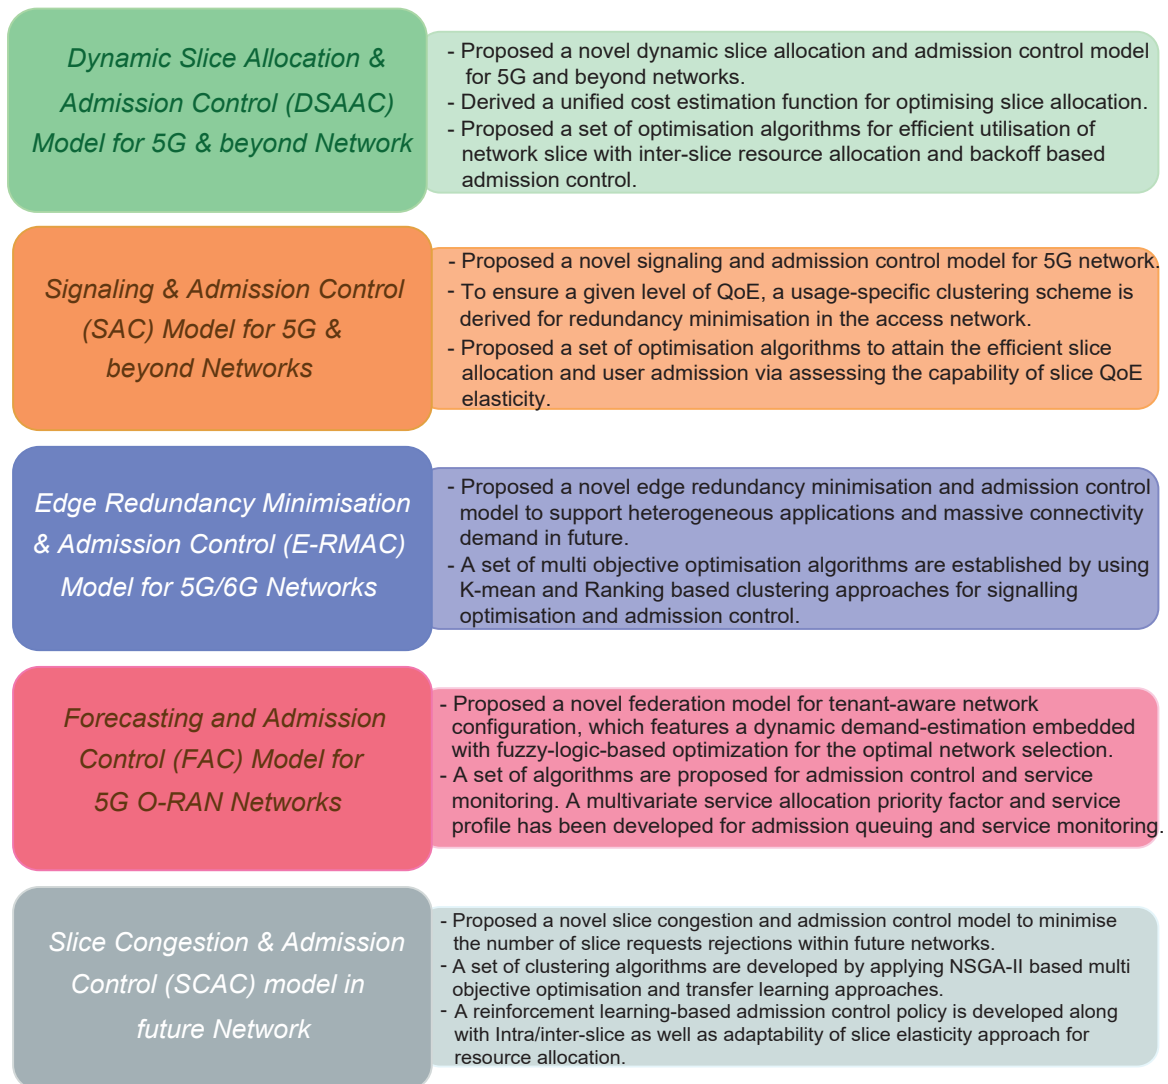 Dynamic Slice Allocation &
Admission Control (DSAAC)
Model for 5G & beyond Network
- Proposed a novel dynamic slice allocation and admission control model
for 5G and beyond networks.
- Derived a unified cost estimation function for optimising slice allocation.
- Proposed a set of optimisation algorithms for efficient utilisation of
network slice with inter-slice resource allocation and backoff based
admission control.
Signaling & Admission Control
(SAC) Model for 5G &
beyond Networks
- Proposed a novel signaling and admission control model for 5G network.
- To ensure a given level of QoE, a usage-specific clustering scheme is
derived for redundancy minimisation in the access network.
- Proposed a set of optimisation algorithms to attain the efficient slice
allocation and user admission via assessing the capability of slice QoE
elasticity.
Edge Redundancy Minimisation
& Admission Control (E-RMAC)
Model for 5G/6G Networks
- Proposed a novel edge redundancy minimisation and admission control
model to support heterogeneous applications and massive connectivity
demand in future.
- A set of multi objective optimisation algorithms are established by using
K-mean and Ranking based clustering approaches for signalling
optimisation and admission control.
Forecasting and Admission
Control (FAC) Model for
5G O-RAN Networks
- Proposed a novel federation model for tenant-aware network
configuration, which features a dynamic demand-estimation embedded
with fuzzy-logic-based optimization for the optimal network selection.
- A set of algorithms are proposed for admission control and service
monitoring. A multivariate service allocation priority factor and service
profile has been developed for admission queuing and service monitoring.
Slice Congestion & Admission
Control (SCAC) model in
future Network
- Proposed a novel slice congestion and admission control model to minimise
the number of slice requests rejections within future networks.
- A set of clustering algorithms are developed by applying NSGA-II based multi
objective optimisation and transfer learning approaches.
- A reinforcement learning-based admission control policy is developed along
with Intra/inter-slice as well as adaptability of slice elasticity approach for
resource allocation.